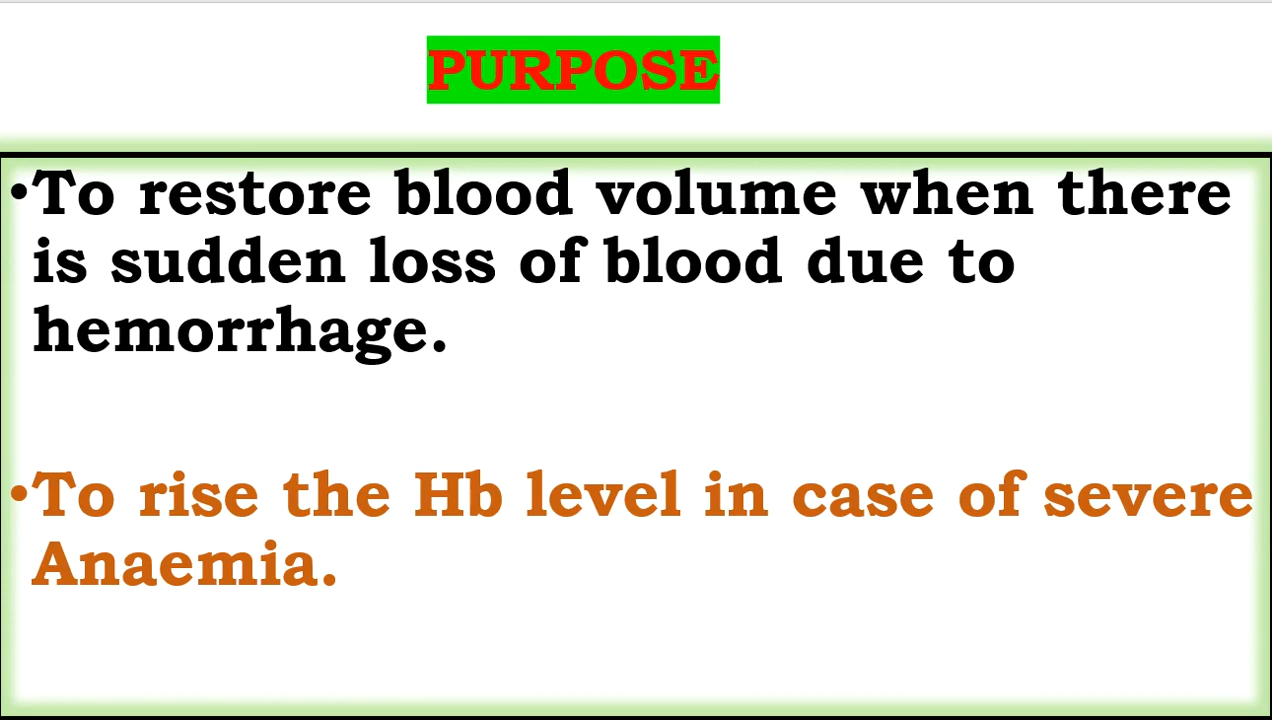 PURPOSE
•To restore blood volume when there
is sudden loss of blood due to
hemorrhage.
•To rise the Hb level in case of severe
Anaemia.